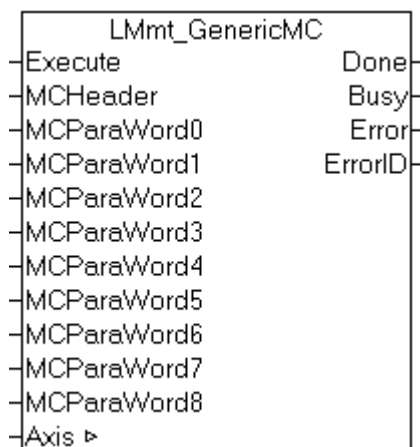 LMmt_GenericMC
Execute Done
MCHeader Busy
MCParaWord0 Error
MCParaWord1 ErrorID
MCParaWord2
MCParaWord3
MCParaWord4
MCParaWord5
MCParaWord6
MCParaWord7
MCParaWord8
Axis